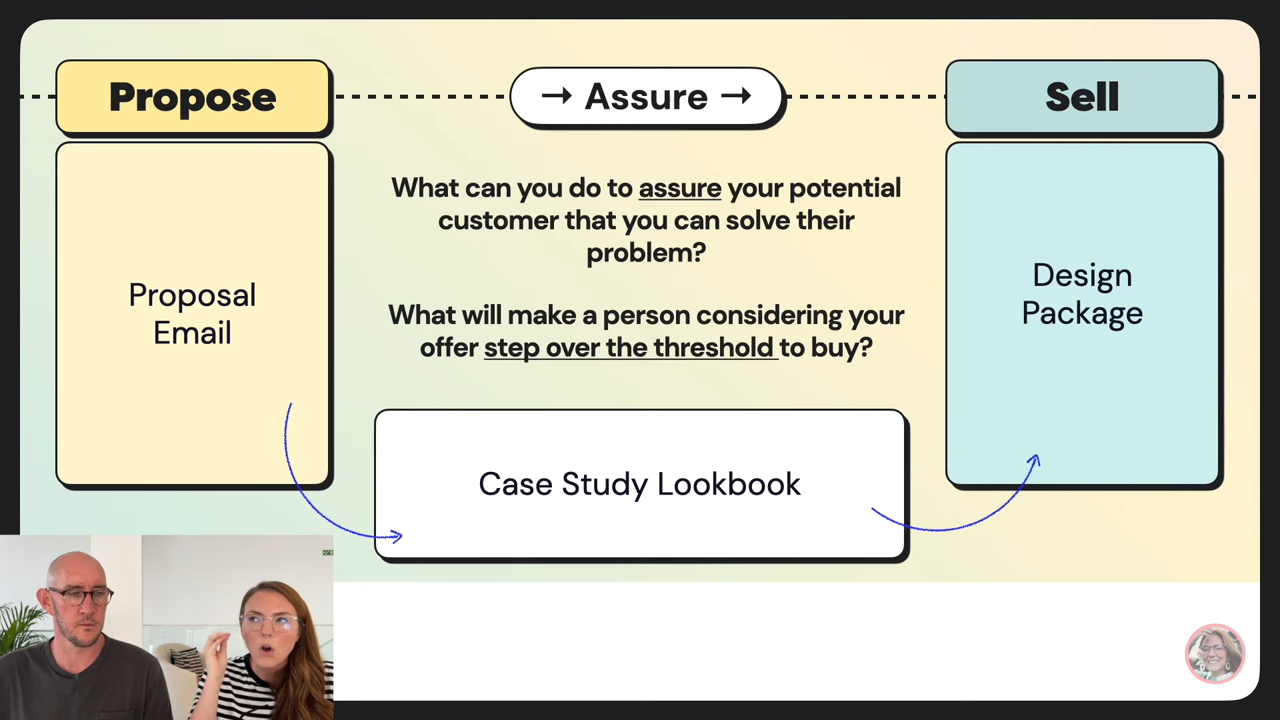 Propose
→ Assure →
Sell
What can you do to assure your potential
customer that you can solve their
problem?
What will make a person considering your
offer step over the threshold to buy?
Proposal
Email
Case Study Lookbook
Design
Package